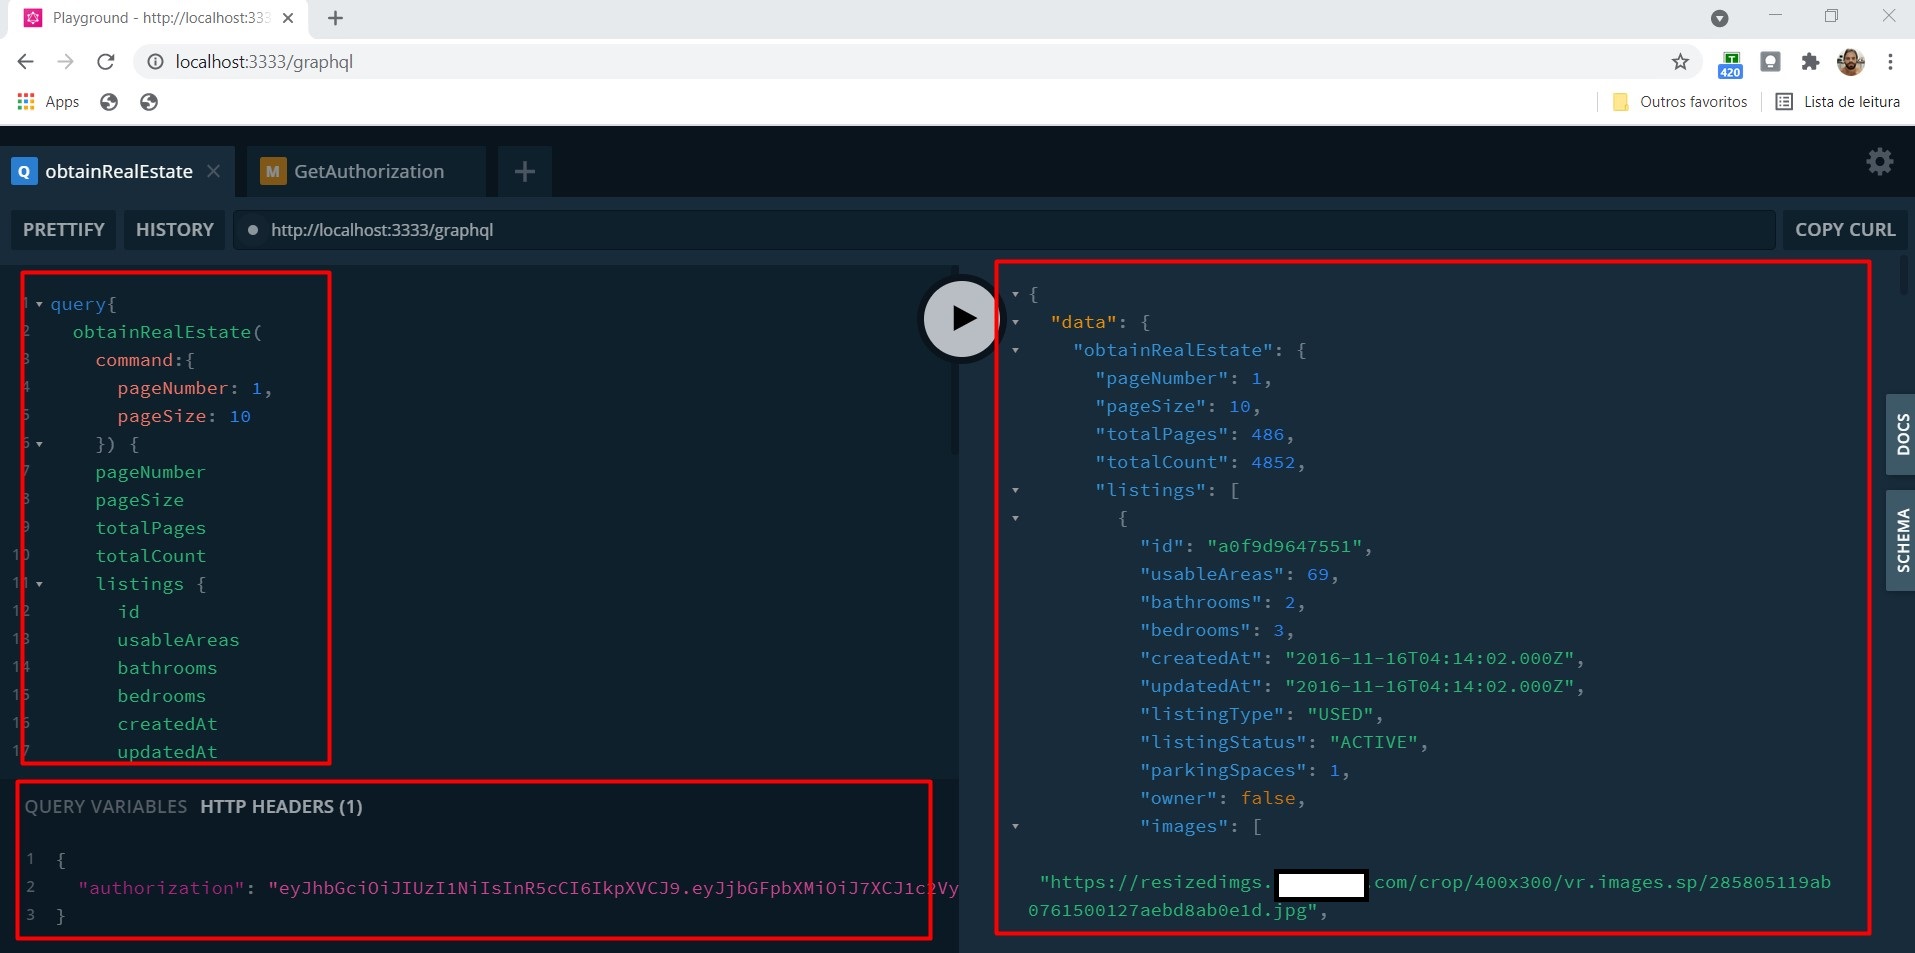 Playground - http://localhost:333
localhost:3333/graphql
420
Apps
Outros favoritos
Lista de leitura
Q obtainRealEstate
M GetAuthorization
PRETTIFY
HISTORY
http://localhost:3333/graphql
COPY CURL
1 query{
2 obtainRealEstate(
3 command:{
4 pageNumber: 1,
5 pageSize: 10
6 }) {
7 pageNumber
8 pageSize
9 totalPages
10 totalCount
11 listings {
12 id
13 usableAreas
14 bathrooms
15 bedrooms
16 createdAt
17 updatedAt
QUERY VARIABLES HTTP HEADERS (1)
1 {
2 "authorization": "eyJhbGciOiJIUzI1NiIsInR5cCI6IkpXVCJ9.eyJjbGFpbXMiOiJ7XCJ1c2Vy
3 }
{
"data": {
"obtainRealEstate": {
"pageNumber": 1,
"pageSize": 10,
"totalPages": 486,
"totalCount": 4852,
"listings": [
{
"id": "a0f9d9647551",
"usableAreas": 69,
"bathrooms": 2,
"bedrooms": 3,
"createdAt": "2016-11-16T04:14:02.000Z",
"updatedAt": "2016-11-16T04:14:02.000Z",
"listingType": "USED",
"listingStatus": "ACTIVE",
"parkingSpaces": 1,
"owner": false,
"images": [
"https://resizedimgs. .com/crop/400x300/vr.images.sp/285805119ab
0761500127aebd8ab0e1d.jpg",
DOCS
SCHEMA